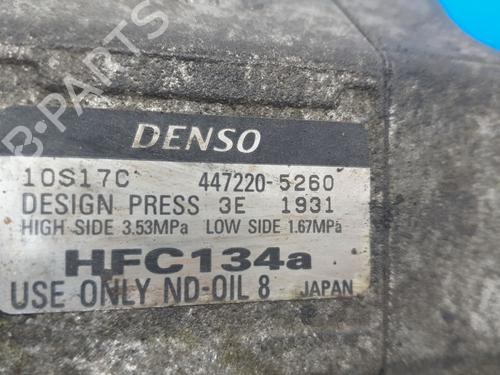 B-PARTS
DENSO
10S17C 447220-5260
DESIGN PRESS 3E 1931
HIGH SIDE 3.53MPa LOW SIDE 1.67MPa
HFC134a
USE ONLY ND-OIL 8 JAPAN